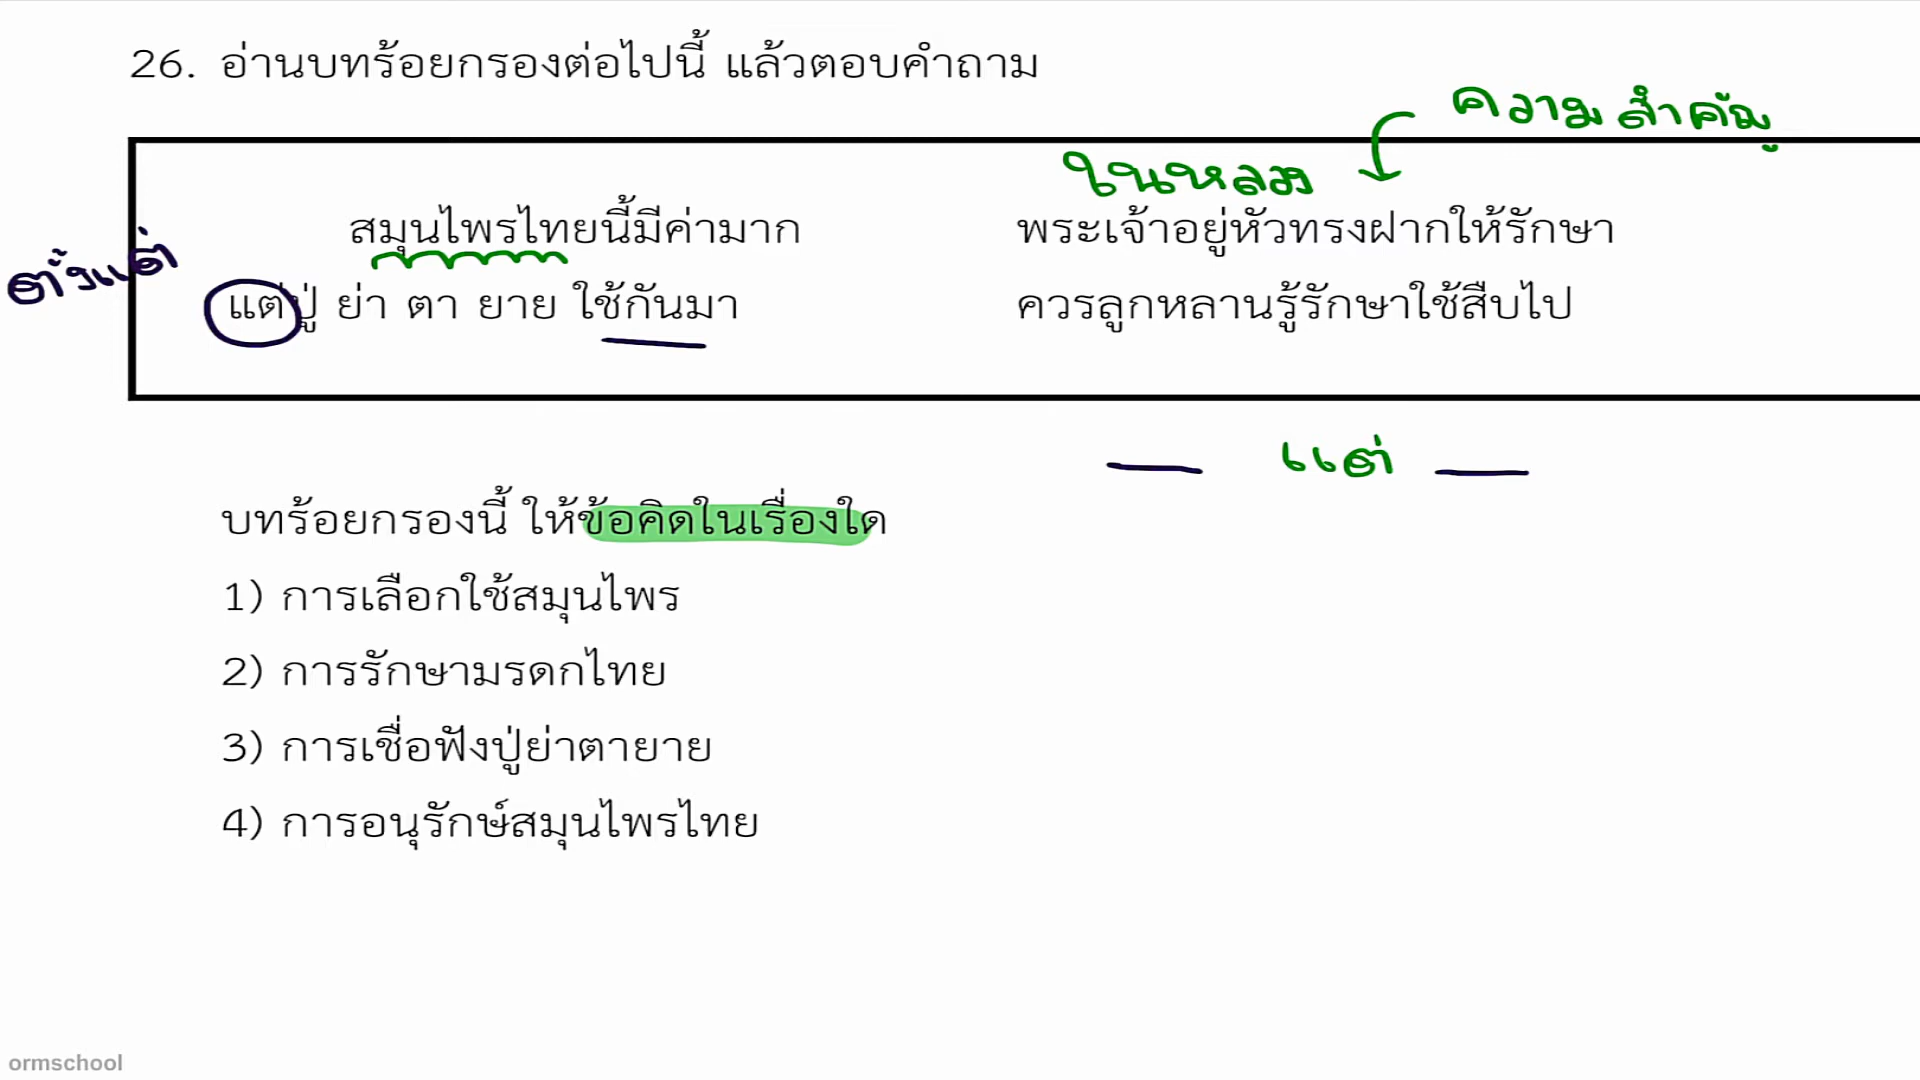 26. อ่านบทร้อยกรองต่อไปนี้ แล้วตอบคำถาม
ความสำคัญ
ในหลวง
สมุนไพรไทยนี้มีค่ามาก พระเจ้าอยู่หัวทรงฝากให้รักษา
ตั้งแต่
แต่ปู่ ย่า ตา ยาย ใช้กันมา ควรลูกหลานรู้รักษาใช้สืบไป
แต่
บทร้อยกรองนี้ ให้ข้อคิดในเรื่องใด
1) การเลือกใช้สมุนไพร
2) การรักษามรดกไทย
3) การเชื่อฟังปู่ย่าตายาย
4) การอนุรักษ์สมุนไพรไทย
ormschool